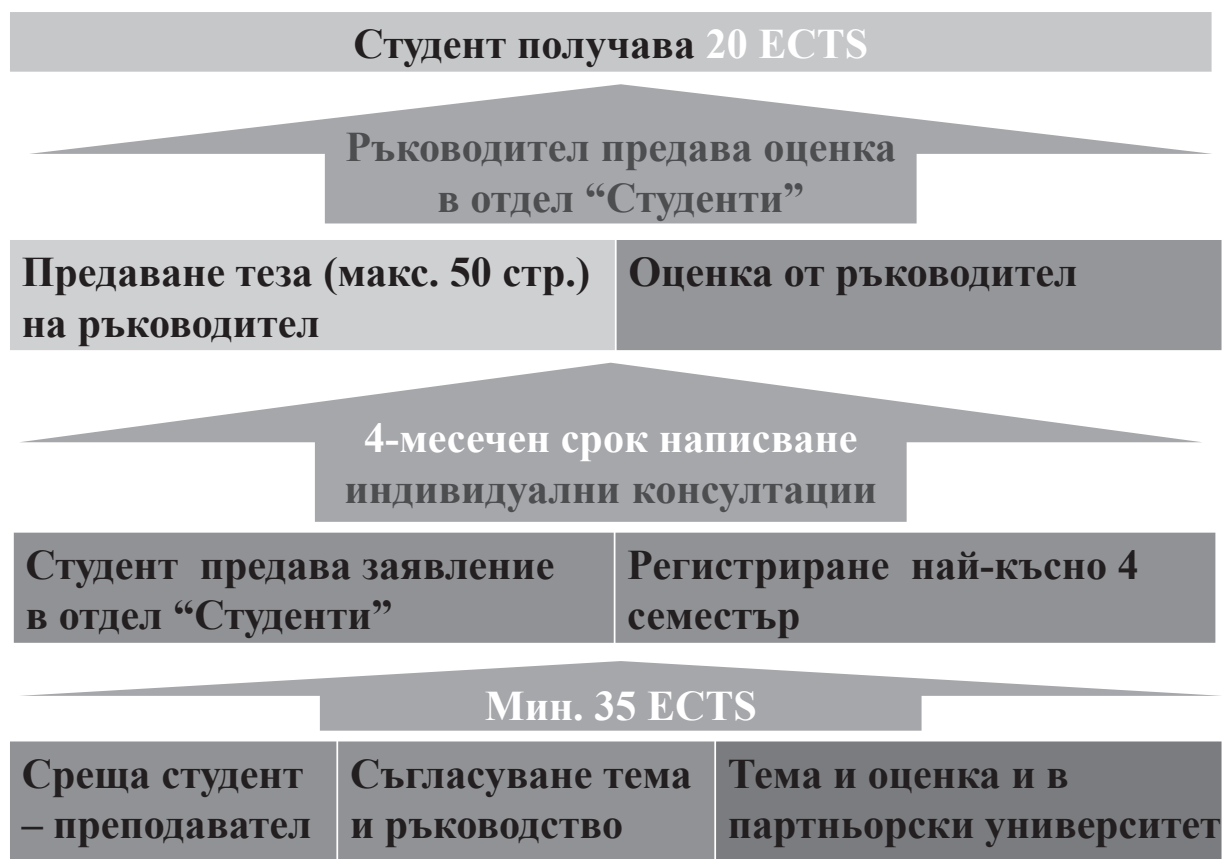 Студент получава 20 ECTS
Ръководител предава оценка
в отдел “Студенти”
Предаване теза (макс. 50 стр.)
на ръководител
Оценка от ръководител
4-месечен срок написване
индивидуални консултации
Студент предава заявление
в отдел “Студенти”
Регистриране най-късно 4
семестър
Мин. 35 ECTS
Среща студент
– преподавател
Съгласуване тема
и ръководство
Тема и оценка и в
партньорски университет